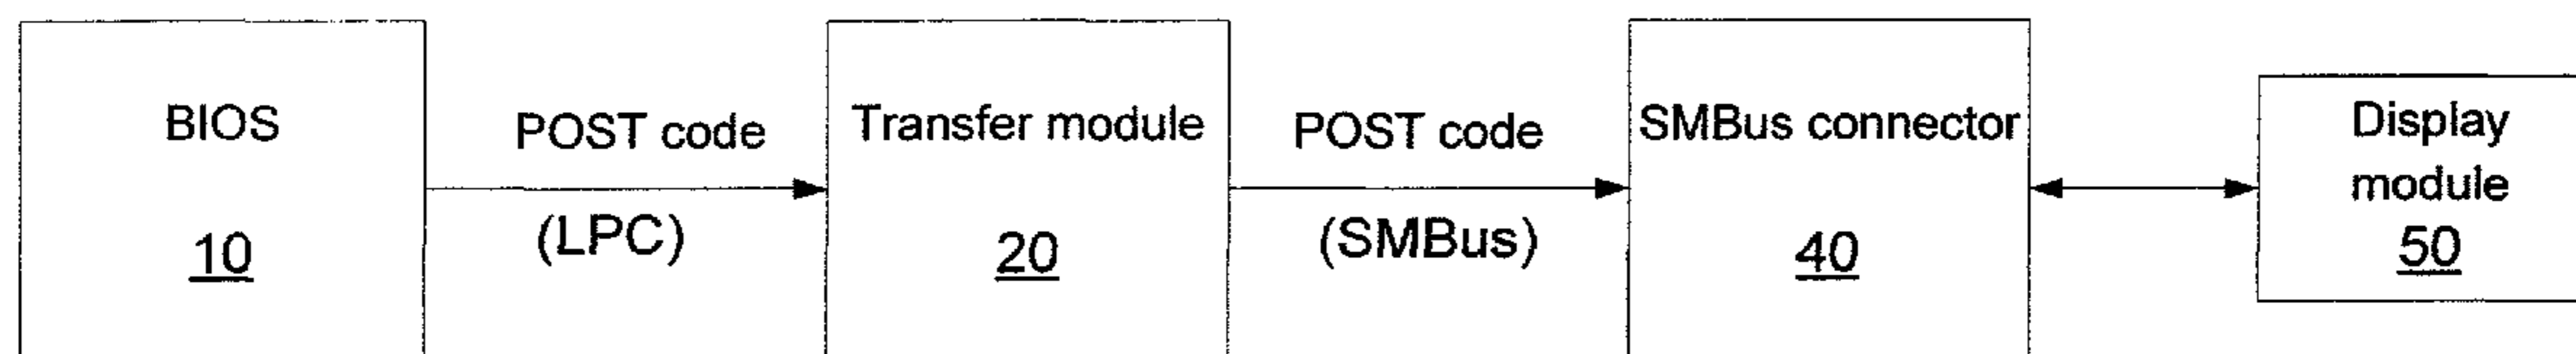 BIOS
10
POST code
(LPC)
Transfer module
20
POST code
(SMBus)
SMBus connector
40
Display
module
50